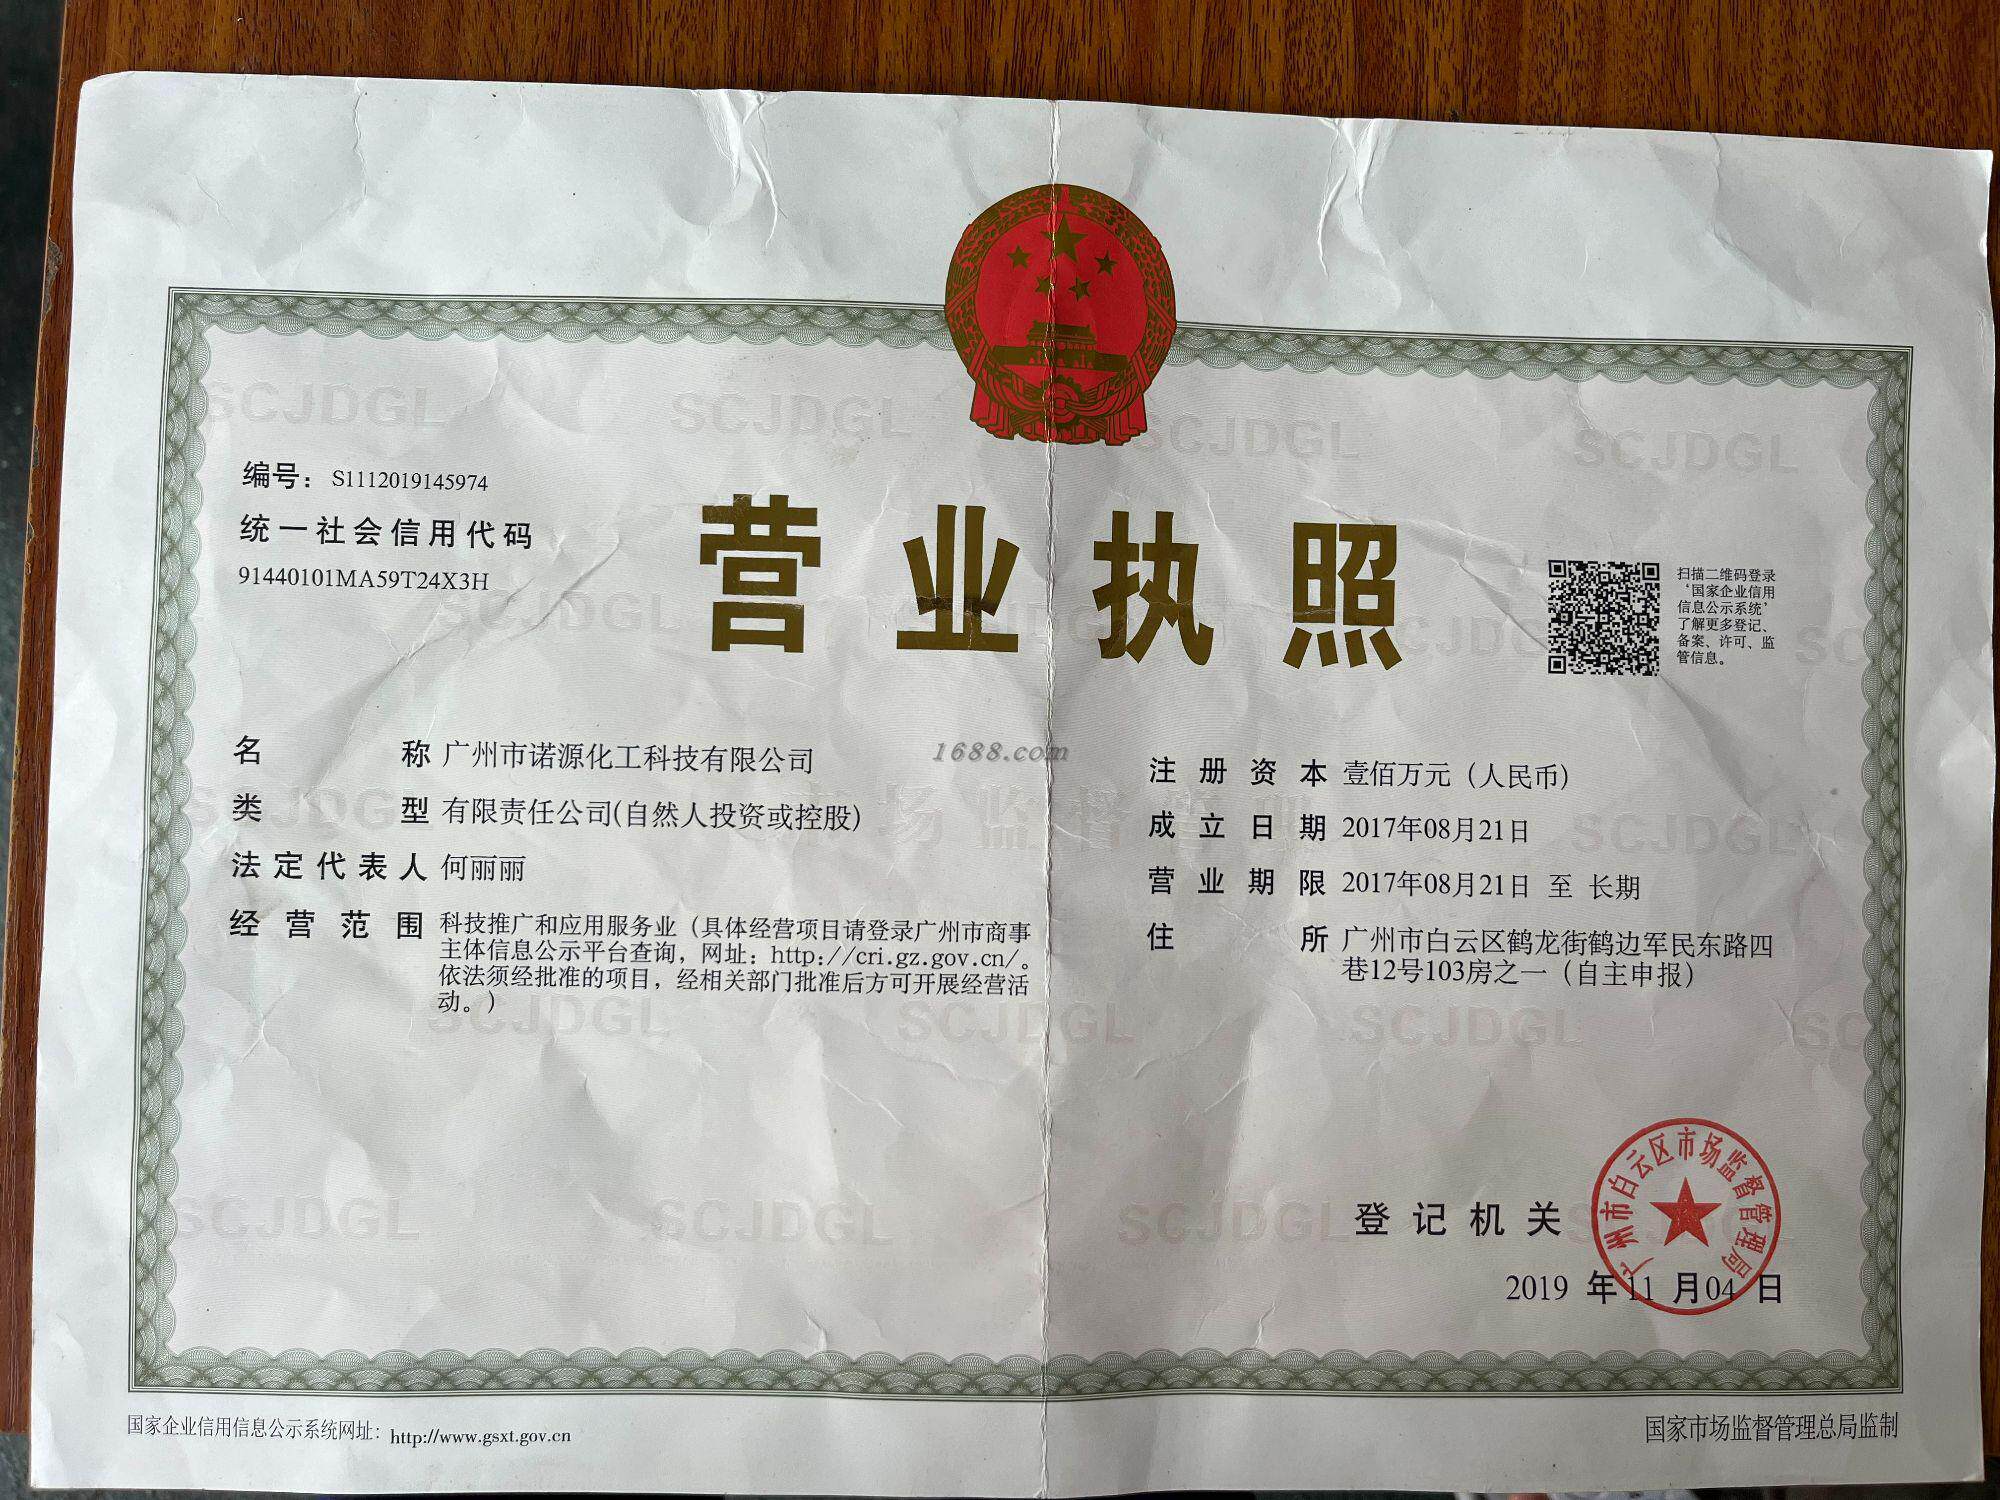 编号: S1112019145974
统一社会信用代码
91440101MA59T24X3H
营业执照
扫描二维码登录
‘国家企业信用
信息公示系统’
了解更多登记、
备案、许可、监
管信息。
名称 广州市诺源化工科技有限公司
类型 有限责任公司(自然人投资或控股)
法定代表人 何丽丽
经营范围 科技推广和应用服务业（具体经营项目请登录广州市商事
主体信息公示平台查询，网址：http://cri.gz.gov.cn/。
依法须经批准的项目，经相关部门批准后方可开展经营活
动。）
1688.com
注册资本 壹佰万元（人民币）
成立日期 2017年08月21日
营业期限 2017年08月21日 至 长期
住所 广州市白云区鹤龙街鹤边军民东路四
巷12号103房之一（自主申报）
SCJDGL
市场监督管理
登记机关
广州市白云区市场监督管理局
2019 年 11 月 04 日
国家企业信用信息公示系统网址：http://www.gsxt.gov.cn
国家市场监督管理总局监制